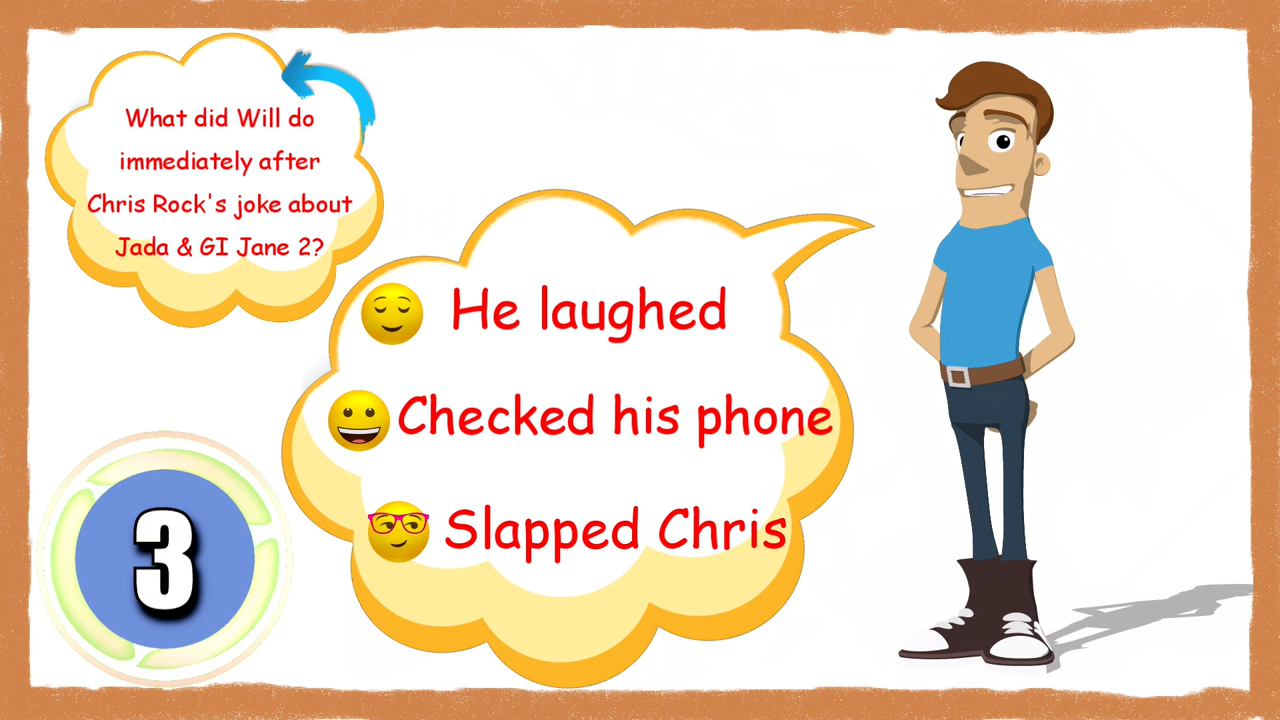 What did Will do
immediately after
Chris Rock's joke about
Jada & GI Jane 2?
He laughed
Checked his phone
Slapped Chris
3